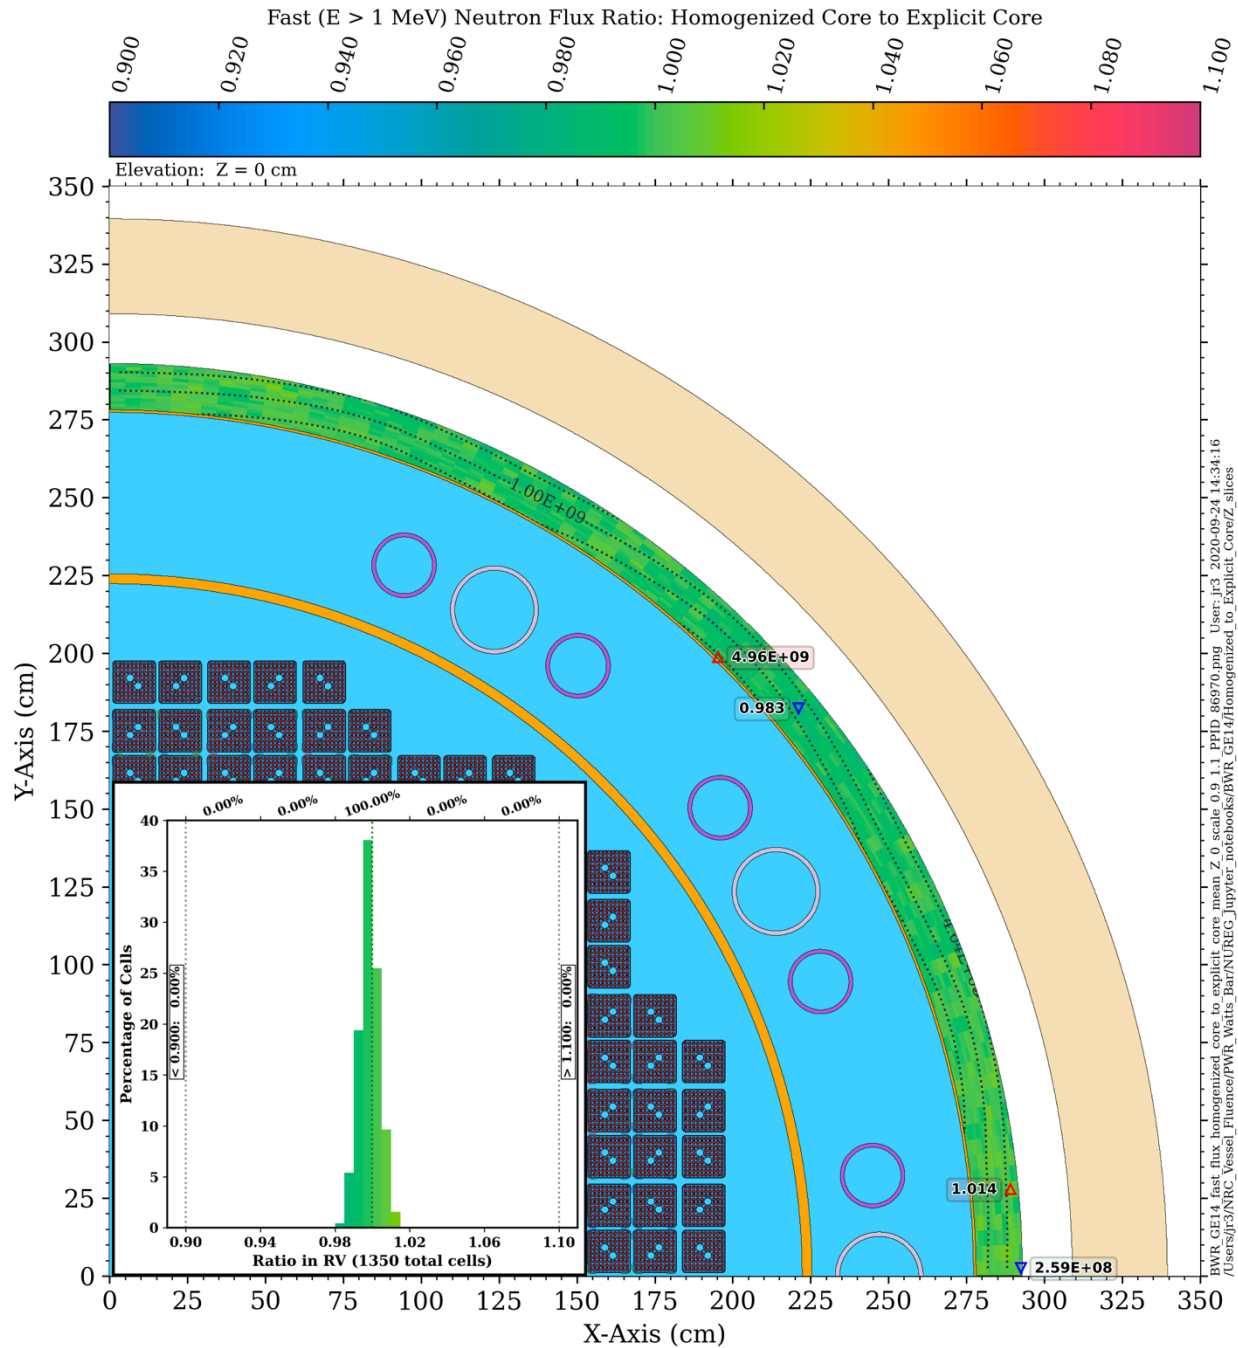 Fast (E > 1 MeV) Neutron Flux Ratio: Homogenized Core to Explicit Core
0.900 0.920 0.940 0.960 0.980 1.000 1.020 1.040 1.060 1.080 1.100
Elevation: Z = 0 cm
350
325
300
275
250
225
200
175
150
125
100
75
50
25
0
Y-Axis (cm)
1.00E+09
4.96E+09
0.983
1.014
2.59E+08
0.00% 0.00% 100.00% 0.00% 0.00%
40
35
30
25
20
15
10
5
0
Percentage of Cells
< 0.900: 0.00%
> 1.100: 0.00%
0.90 0.94 0.98 1.02 1.06 1.10
Ratio in RV (1350 total cells)
0 25 50 75 100 125 150 175 200 225 250 275 300 325 350
X-Axis (cm)
BWR_GE14_fast_flux_homogenized_core_to_explicit_core_mean_Z_0_scale_0.9_1.1_PPID_86970.png User: jr3 2020-09-24 14:34:16
/Users/jr3/NRC_Vessel_Fluence/PWR_Watts_Bar/NUREG_Jupyter_notebooks/BWR_GE14/Homogenized_to_Explicit_Core/Z_slices